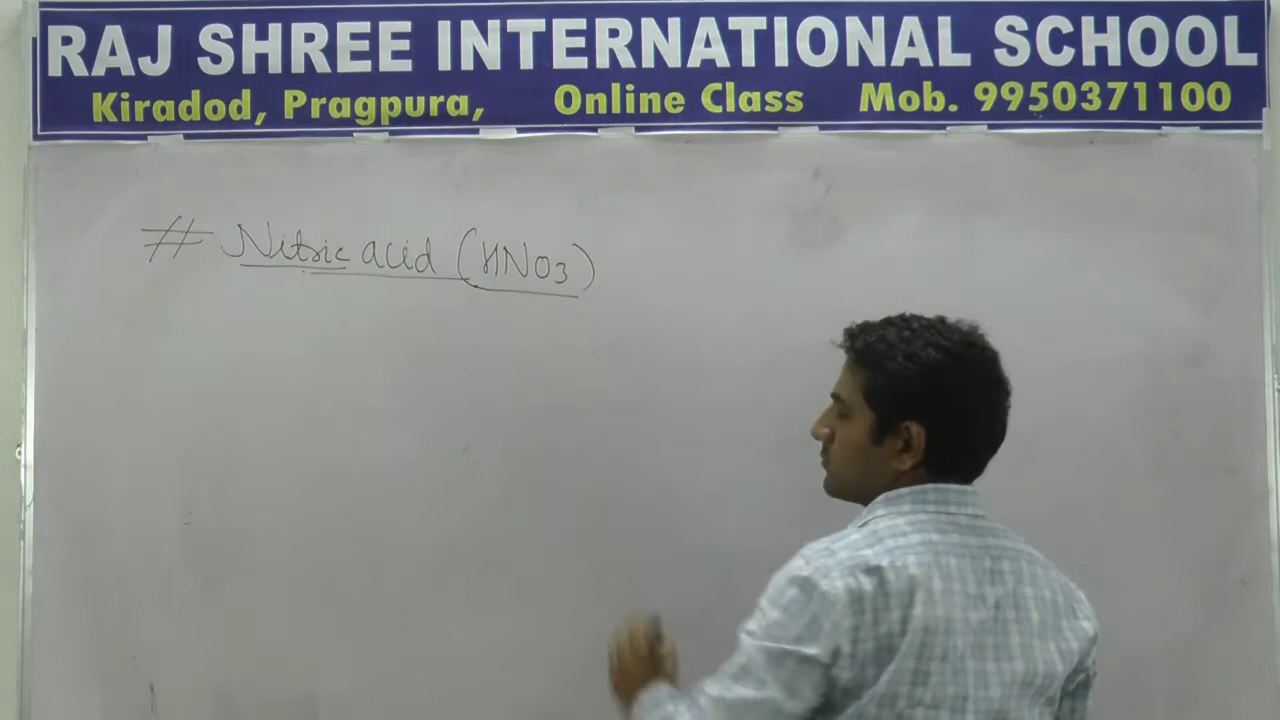 RAJ SHREE INTERNATIONAL SCHOOL
Kiradod, Pragpura, Online Class Mob. 9950371100
# Nitric acid (HNO3)